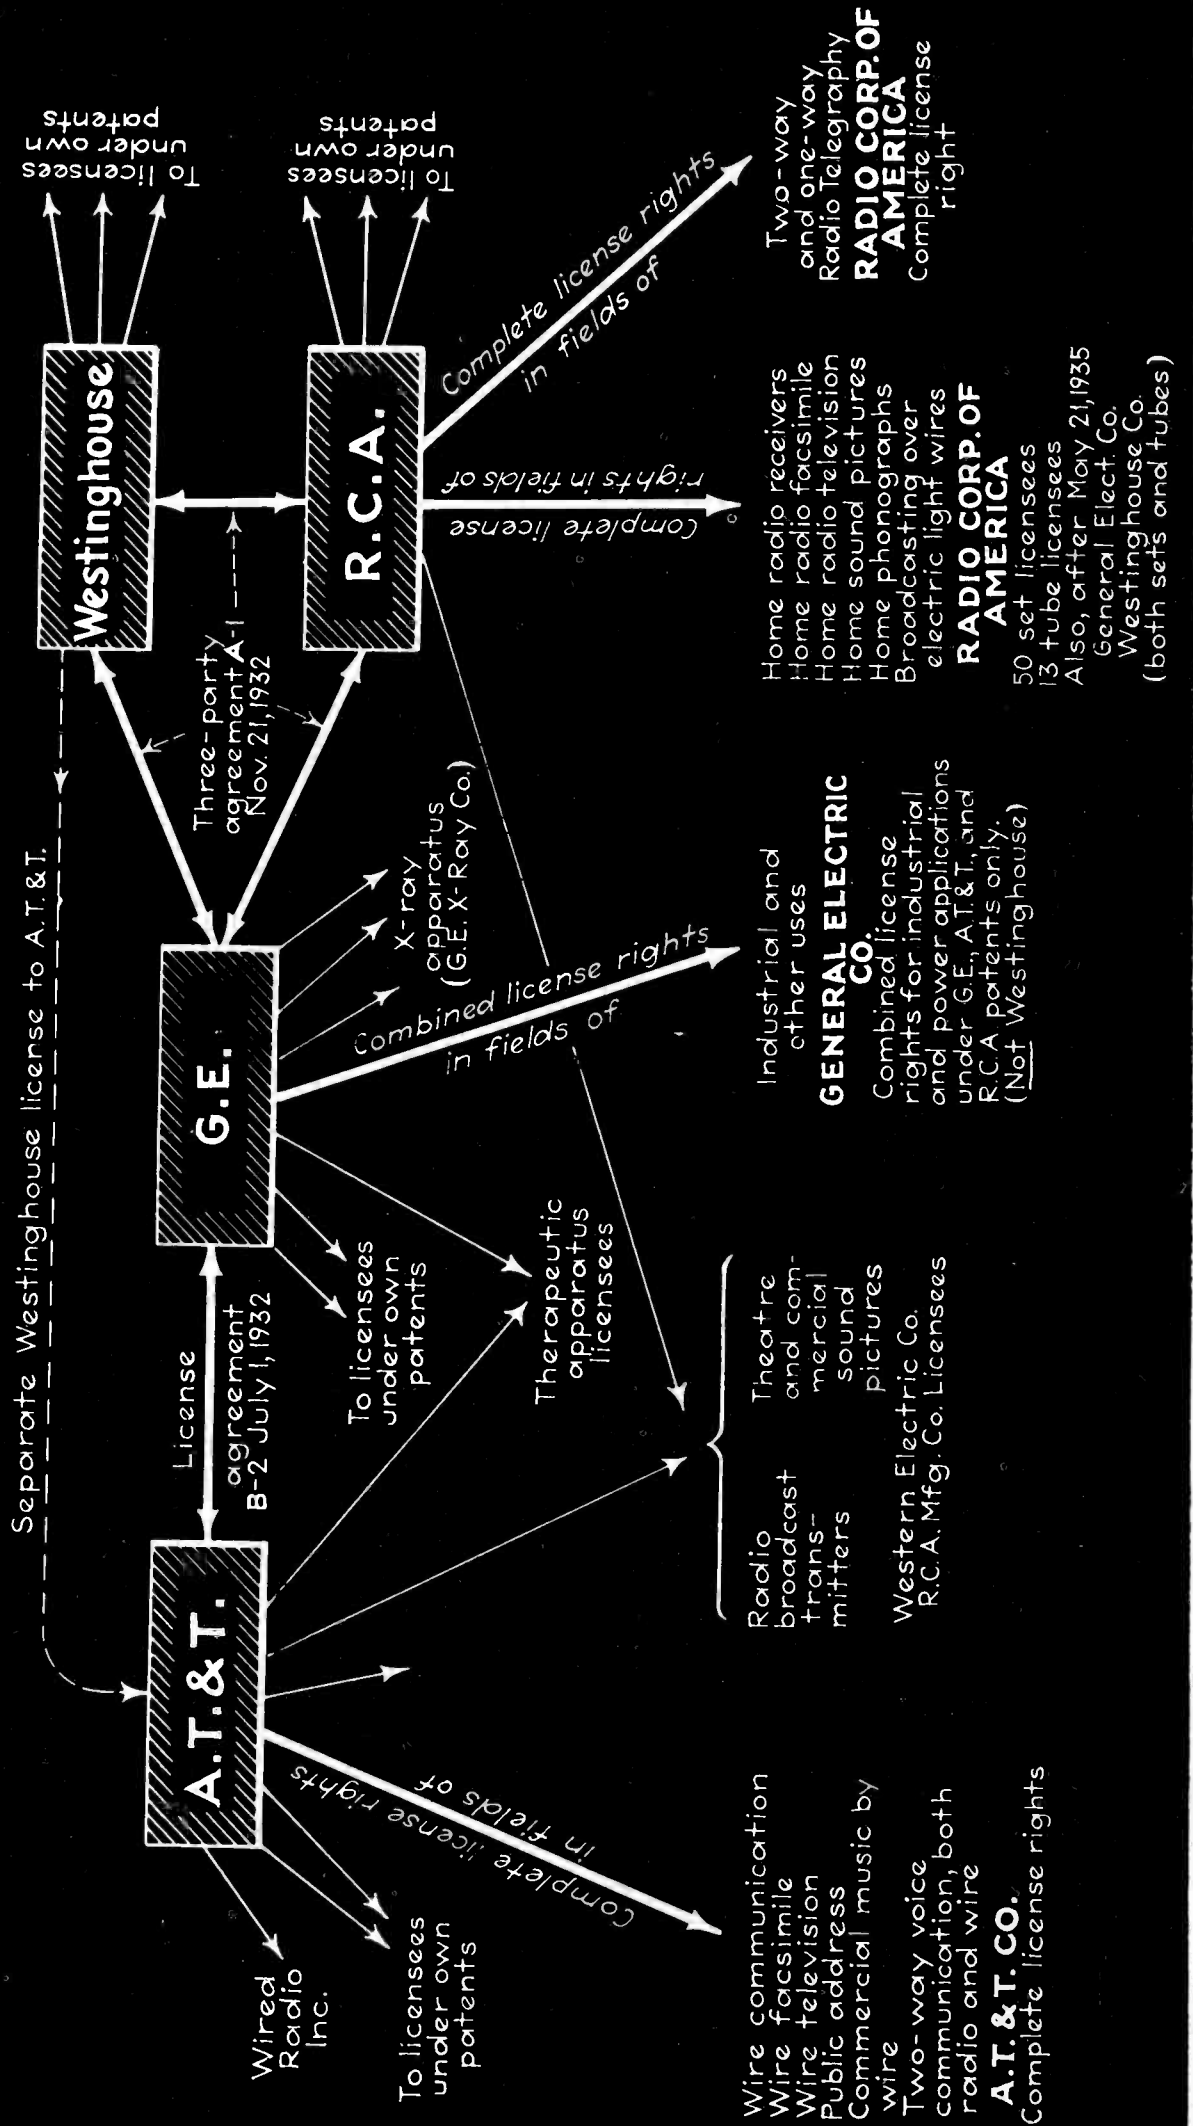 Separate Westinghouse license to A.T.&T.
A.T.&T.
License
agreement
B-2 July 1, 1932
G.E.
Three-party
agreement A-1
Nov. 21, 1932
Westinghouse
To licensees
under own
patents
R.C.A.
To licensees
under own
patents
Wired
Radio
Inc.
To licensees
under own
patents
Complete license rights
in fields of
To licensees
under own
patents
Therapeutic
apparatus
licensees
X-ray
apparatus
(G.E. X-Ray Co.)
Combined license rights
in fields of
Complete license
rights in fields of
Complete license rights
in fields of
Wire communication
Wire facsimile
Wire television
Public address
Commercial music by
wire
Two-way voice
communication, both
radio and wire
A.T.&T. CO.
Complete license rights
Radio
broadcast
trans-
mitters
Theatre
and com-
mercial
sound
pictures
Western Electric Co.
R.C.A. Mfg. Co. Licensees
Industrial and
other uses
GENERAL ELECTRIC
CO.
Combined license
rights for industrial
and power applications
under G.E., A.T.&T., and
R.C.A. patents only.
(Not Westinghouse)
Home radio receivers
Home radio facsimile
Home radio television
Home sound pictures
Home phonographs
Broadcasting over
electric light wires
RADIO CORP. OF
AMERICA
50 set licensees
13 tube licensees
Also, after May 21, 1935
General Elect. Co.
Westinghouse Co.
(both sets and tubes)
Two-way
and one-way
Radio Telegraphy
RADIO CORP. OF
AMERICA
Complete license
right